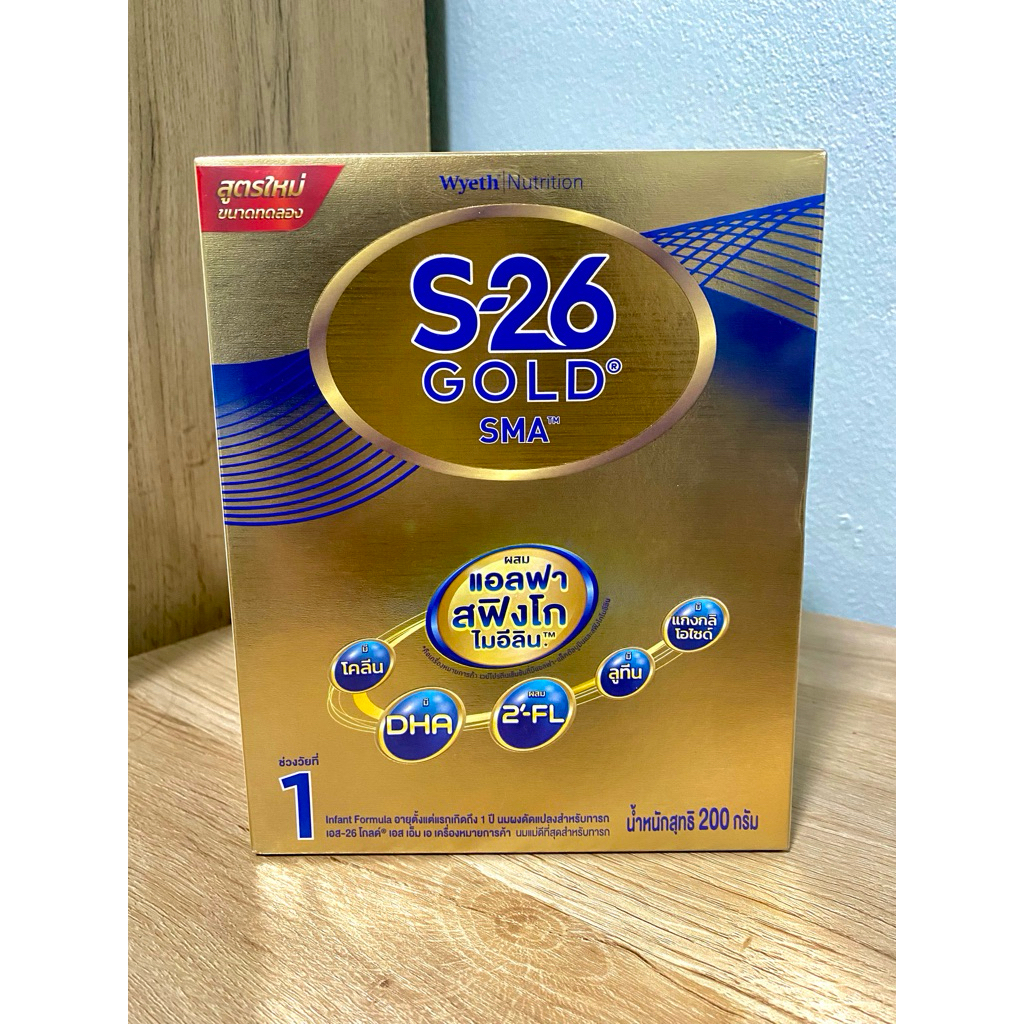 สูตรใหม่
ขนาดทดลอง
Wyeth Nutrition
S-26
GOLD®
SMA™
ผสม
แอลฟา
สฟิงโก
ไมอีลิน™
มี
โคลีน
มี
DHA
ผสม
2'-FL
มี
ลูทีน
มี
แกงกลิ
โอไซด์
ช่วงวัยที่
1
Infant Formula อายุตั้งแต่แรกเกิดถึง 1 ปี นมผงดัดแปลงสำหรับทารก
เอส-26 โกลด์® เอส เอ็ม เอ เครื่องหมายการค้า นมแม่ดีที่สุดสำหรับทารก
น้ำหนักสุทธิ 200 กรัม